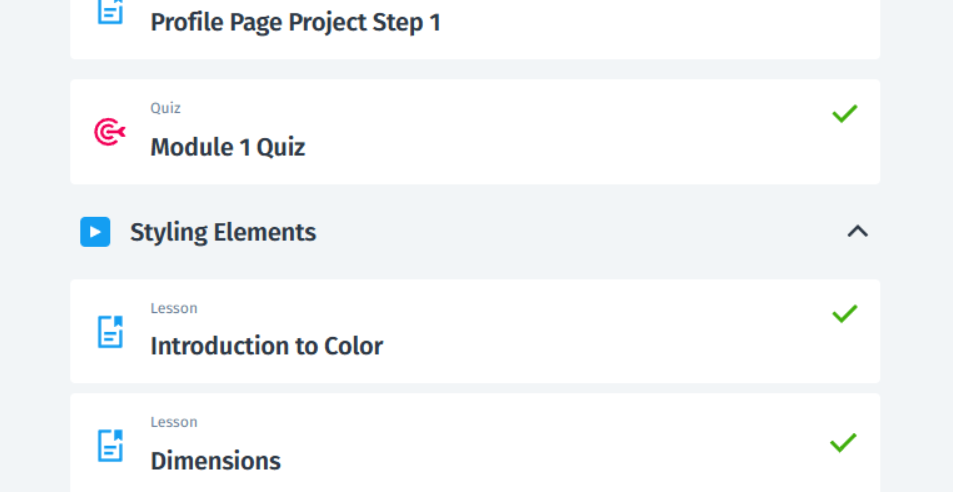 Profile Page Project Step 1
Quiz
Module 1 Quiz
Styling Elements
Lesson
Introduction to Color
Lesson
Dimensions